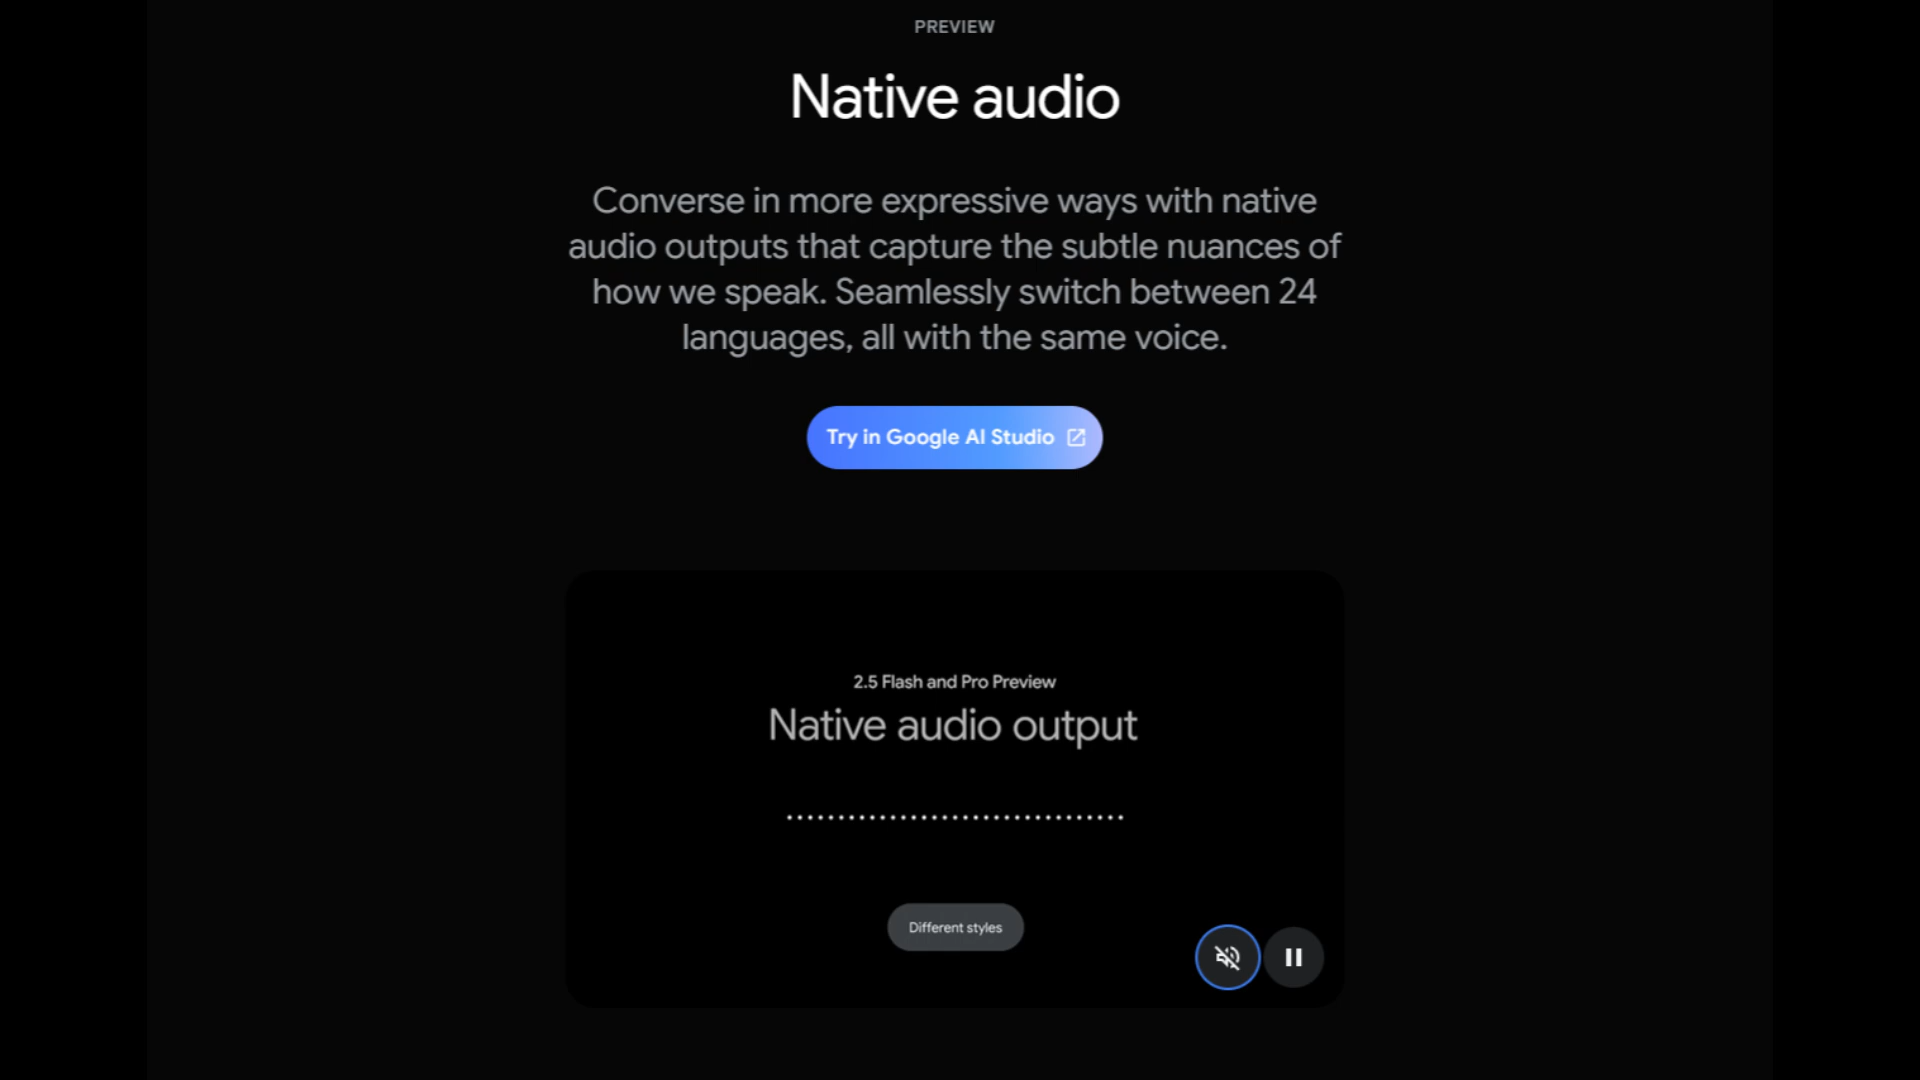 PREVIEW
Native audio
Converse in more expressive ways with native
audio outputs that capture the subtle nuances of
how we speak. Seamlessly switch between 24
languages, all with the same voice.
Try in Google AI Studio
2.5 Flash and Pro Preview
Native audio output
Different styles